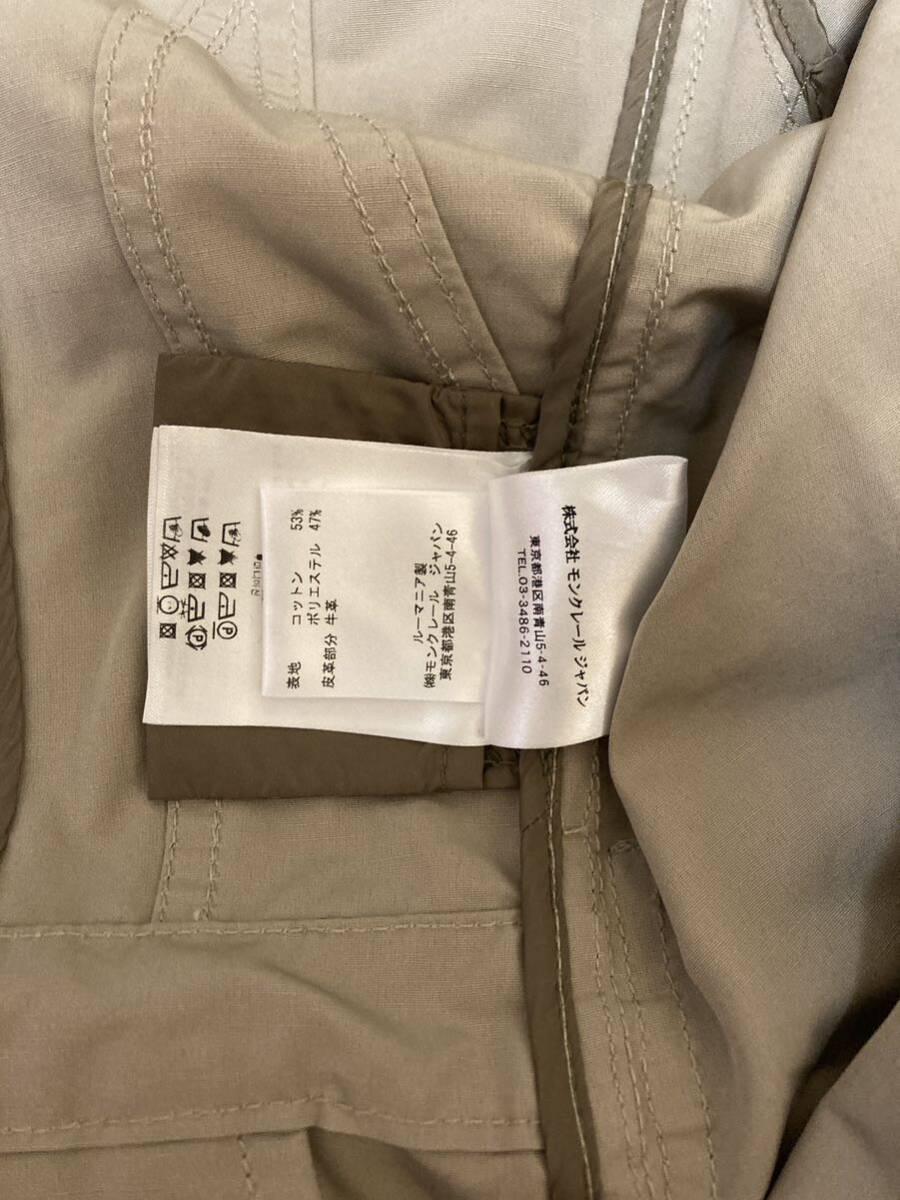 表地 コットン 53%
ポリエステル 47%
皮革部分 牛革
ルーマニア製
㈱モンクレール ジャパン
東京都港区南青山5-4-46
株式会社 モンクレール ジャパン
東京都港区南青山5-4-46
TEL.03-3486-2110